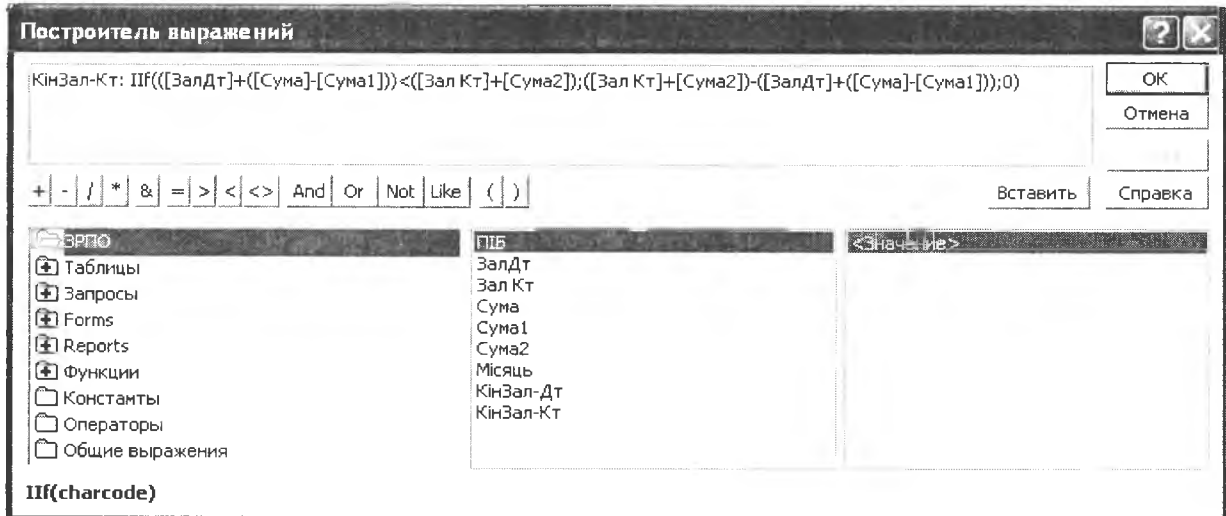 Построитель выражений
КінЗал-Кт: IIf(([ЗалДт]+([Сума]-[Сума1]))<([Зал Кт]+[Сума2]);([Зал Кт]+[Сума2])-([ЗалДт]+([Сума]-[Сума1]));0)
OK
Отмена
+ - / * & = > < <> And Or Not Like ( )
Вставить
Справка
ЗРПО
Таблицы
Запросы
Forms
Reports
Функции
Константы
Операторы
Общие выражения
ПІБ
ЗалДт
Зал Кт
Сума
Сума1
Сума2
Місяць
КінЗал-Дт
КінЗал-Кт
<Значение>
IIf(charcode)